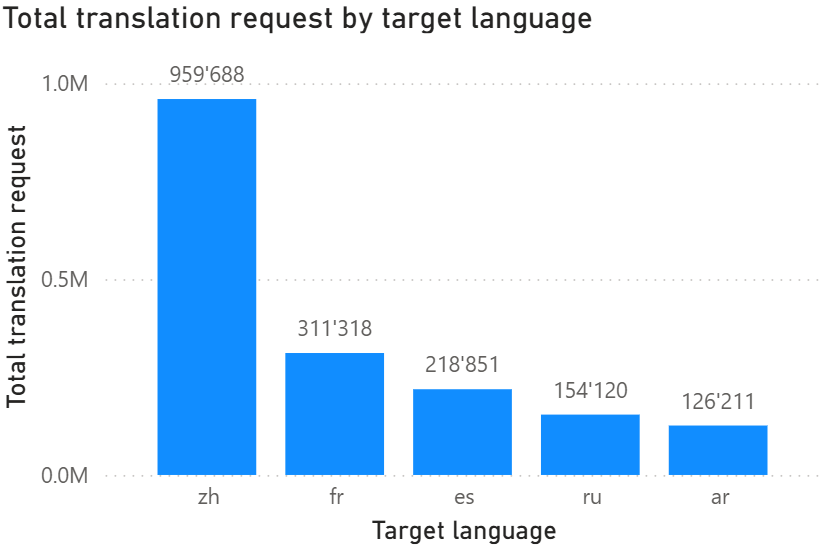 Total translation request by target language
Total translation request
1.0M
0.5M
0.0M
959'688
311'318
218'851
154'120
126'211
zh
fr
es
ru
ar
Target language